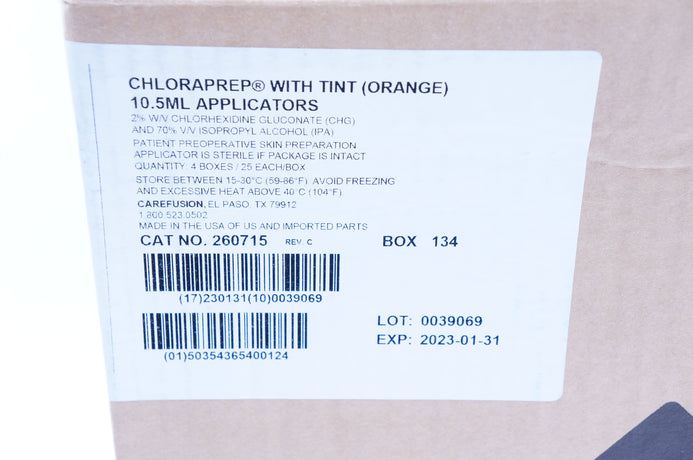 CHLORAPREP® WITH TINT (ORANGE)
10.5ML APPLICATORS
2% W/V CHLORHEXIDINE GLUCONATE (CHG)
AND 70% V/V ISOPROPYL ALCOHOL (IPA)
PATIENT PREOPERATIVE SKIN PREPARATION
APPLICATOR IS STERILE IF PACKAGE IS INTACT
QUANTITY: 4 BOXES / 25 EACH/BOX
STORE BETWEEN 15-30°C (59-86°F). AVOID FREEZING
AND EXCESSIVE HEAT ABOVE 40°C (104°F).
CAREFUSION, EL PASO, TX 79912
1.800.523.0502
MADE IN THE USA OF US AND IMPORTED PARTS
CAT NO. 260715 REV. C BOX 134
(17)230131(10)0039069
LOT: 0039069
EXP: 2023-01-31
(01)50354365400124